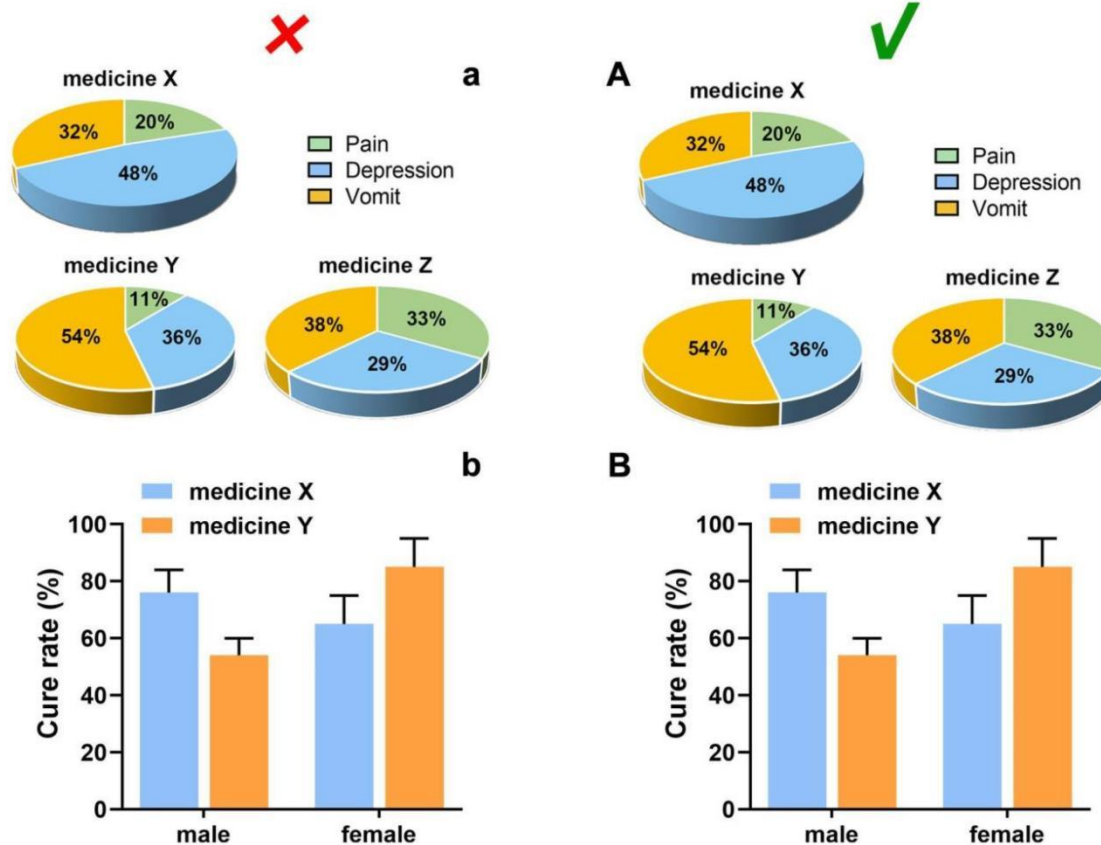 a
medicine X
32%
20%
48%
Pain
Depression
Vomit
medicine Y
11%
54%
36%
medicine Z
38%
33%
29%
b
medicine X
medicine Y
Cure rate (%)
100
80
60
40
20
0
male
female
A
medicine X
32%
20%
48%
Pain
Depression
Vomit
medicine Y
11%
54%
36%
medicine Z
38%
33%
29%
B
medicine X
medicine Y
Cure rate (%)
100
80
60
40
20
0
male
female